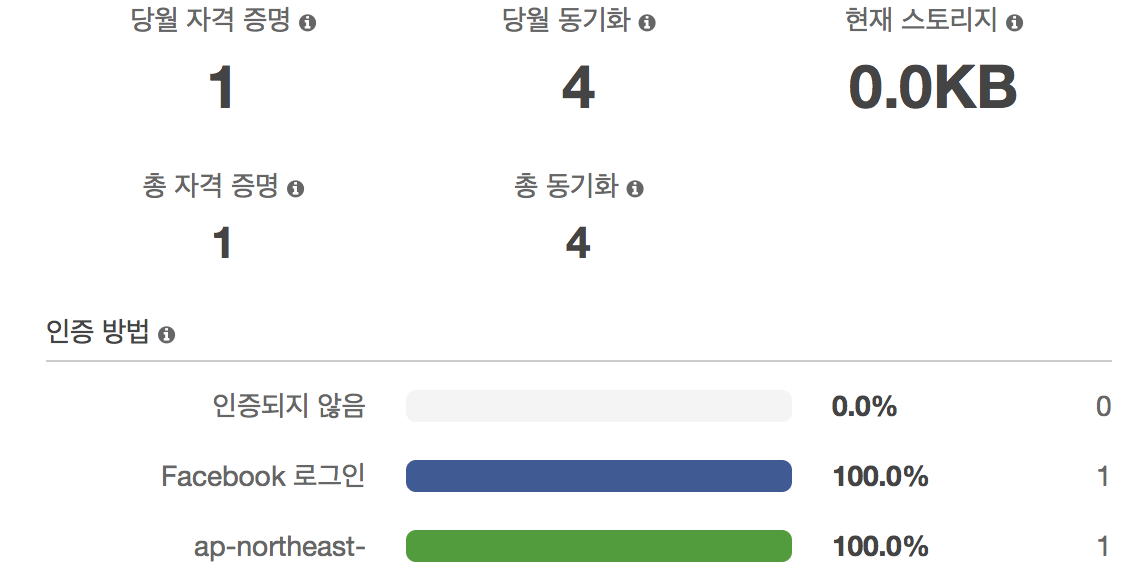 당월 자격 증명 당월 동기화 현재 스토리지
1 4 0.0KB
총 자격 증명 총 동기화
1 4
인증 방법
인증되지 않음 0.0% 0
Facebook 로그인 100.0% 1
ap-northeast- 100.0% 1